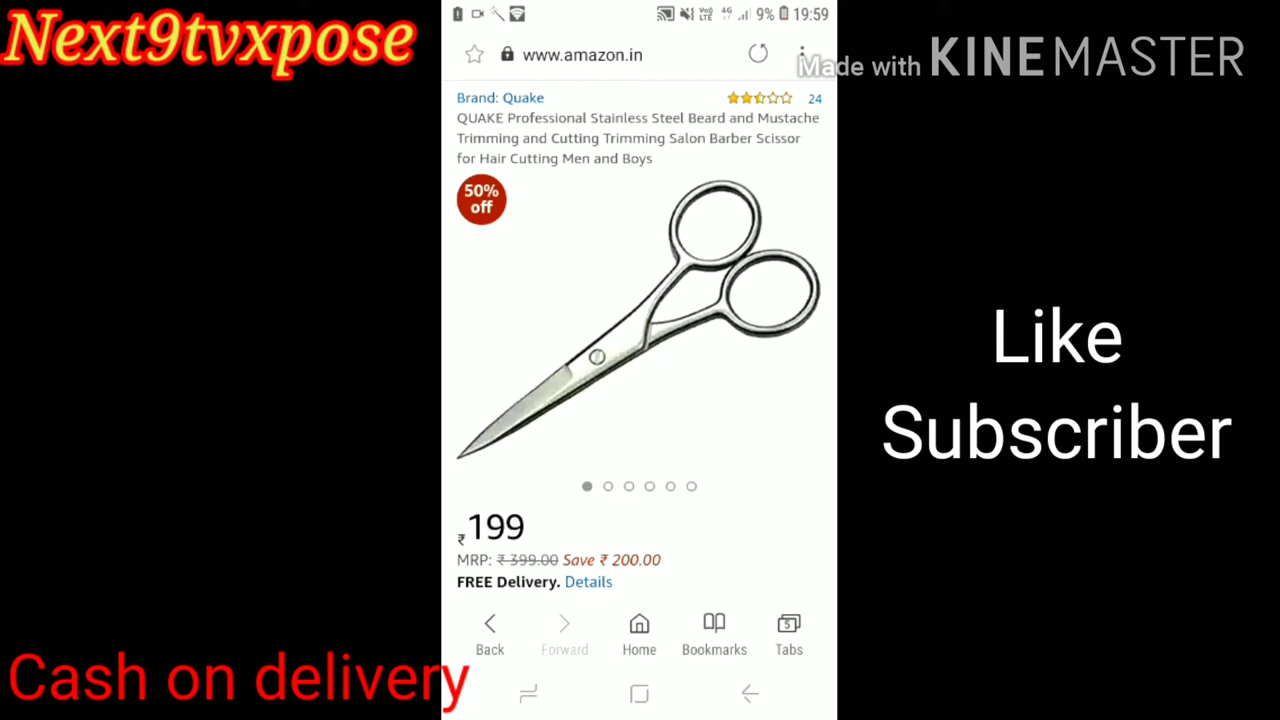 Next9tvxpose
4G 9% 19:59
www.amazon.in
Made with KINEMASTER
Brand: Quake 24
QUAKE Professional Stainless Steel Beard and Mustache
Trimming and Cutting Trimming Salon Barber Scissor
for Hair Cutting Men and Boys
50%
off
Like
Subscriber
₹199
MRP: ₹ 399.00 Save ₹ 200.00
FREE Delivery. Details
5
Back Forward Home Bookmarks Tabs
Cash on delivery